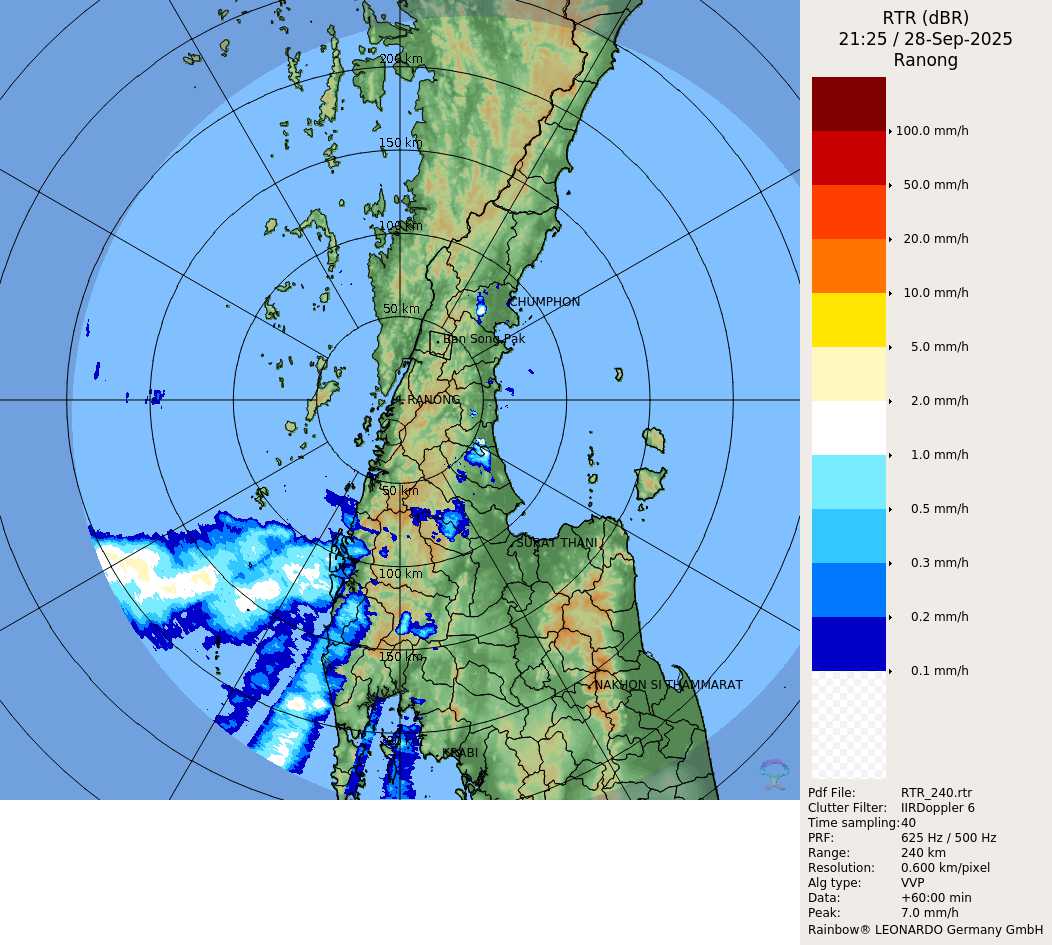 RTR (dBR)
21:25 / 28-Sep-2025
Ranong
100.0 mm/h
50.0 mm/h
20.0 mm/h
10.0 mm/h
5.0 mm/h
2.0 mm/h
1.0 mm/h
0.5 mm/h
0.3 mm/h
0.2 mm/h
0.1 mm/h
Pdf File: RTR_240.rtr
Clutter Filter: IIRDoppler 6
Time sampling: 40
PRF: 625 Hz / 500 Hz
Range: 240 km
Resolution: 0.600 km/pixel
Alg type: VVP
Data: +60:00 min
Peak: 7.0 mm/h
Rainbow® LEONARDO Germany GmbH
200 km
150 km
100 km
50 km
CHUMPHON
Ban Song Pak
RANONG
50 km
SURAT THANI
100 km
150 km
NAKHON SI THAMMARAT
KRABI